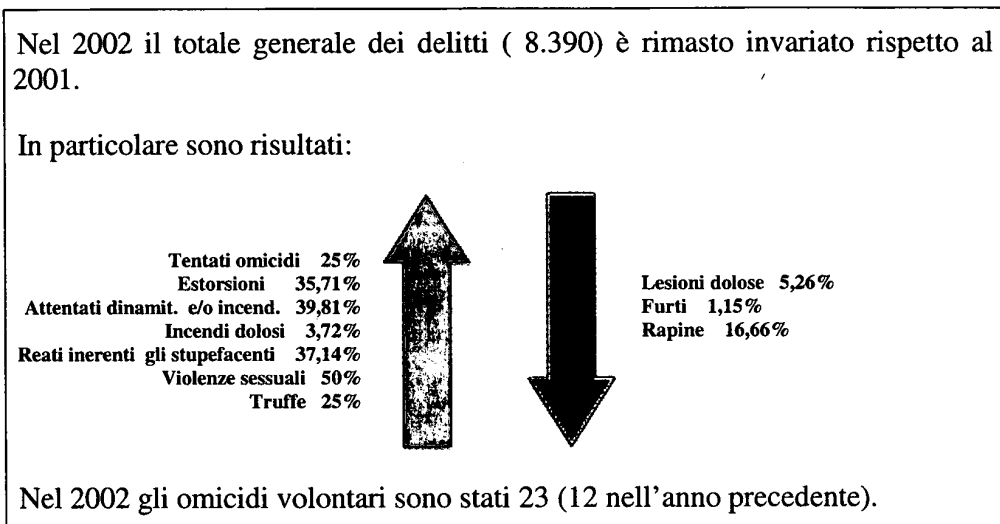 Nel 2002 il totale generale dei delitti ( 8.390) è rimasto invariato rispetto al
2001.
In particolare sono risultati:
Tentati omicidi 25%
Estorsioni 35,71%
Attentati dinamit. e/o incend. 39,81%
Incendi dolosi 3,72%
Reati inerenti gli stupefacenti 37,14%
Violenze sessuali 50%
Truffe 25%
Lesioni dolose 5,26%
Furti 1,15%
Rapine 16,66%
Nel 2002 gli omicidi volontari sono stati 23 (12 nell'anno precedente).